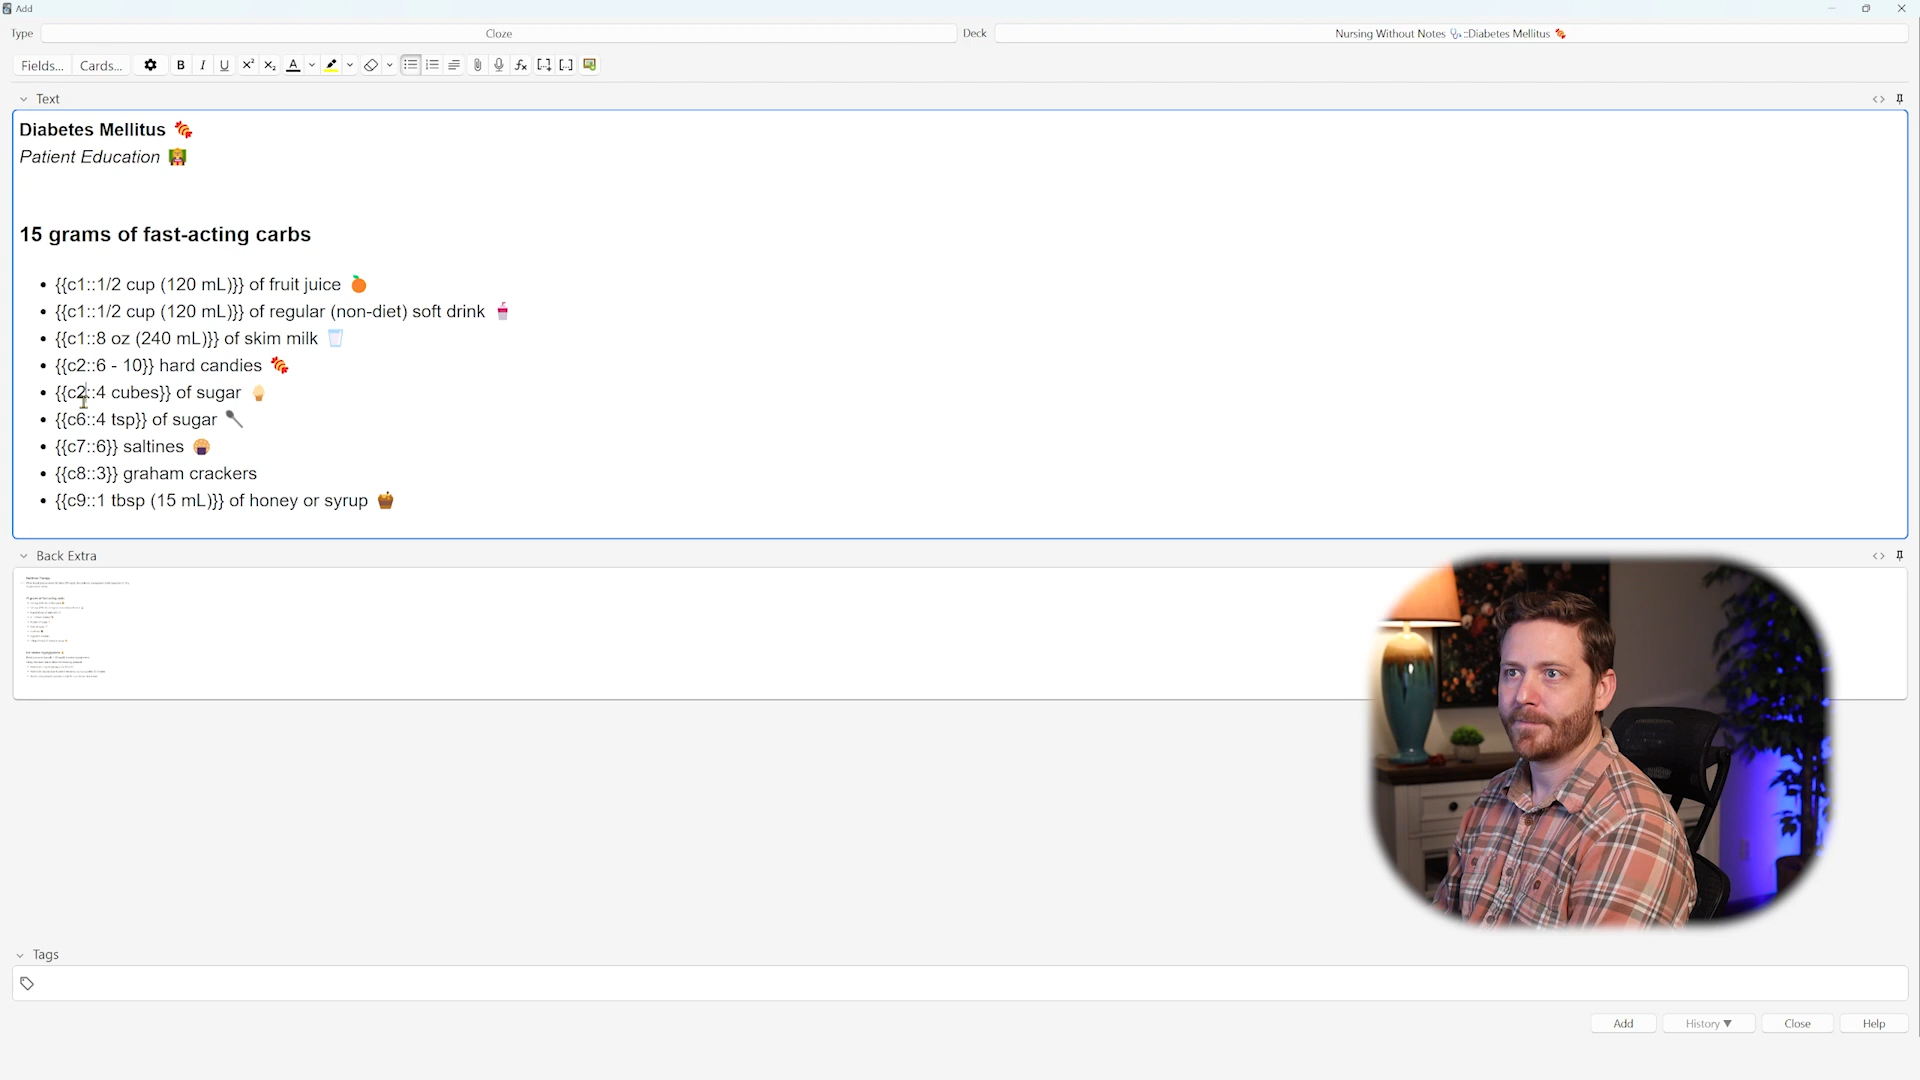 Add
Type Cloze Deck Nursing Without Notes 🩺::Diabetes Mellitus 🍬
Fields... Cards... B I U X² X₂ A fx [...] [...]
Text
Diabetes Mellitus 🍬
Patient Education 👩‍🏫
15 grams of fast-acting carbs
• {{c1::1/2 cup (120 mL)}} of fruit juice 🍊
• {{c1::1/2 cup (120 mL)}} of regular (non-diet) soft drink 🥤
• {{c1::8 oz (240 mL)}} of skim milk 🥛
• {{c2::6 - 10}} hard candies 🍬
• {{c2::4 cubes}} of sugar 🍦
• {{c6::4 tsp}} of sugar 🥄
• {{c7::6}} saltines 🍘
• {{c8::3}} graham crackers
• {{c9::1 tbsp (15 mL)}} of honey or syrup 🍯
Back Extra
Tags
Add History ▼ Close Help